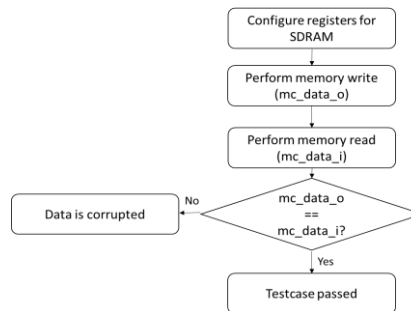 Configure registers for
SDRAM
Perform memory write
(mc_data_o)
Perform memory read
(mc_data_i)
mc_data_o
==
mc_data_i?
No
Data is corrupted
Yes
Testcase passed